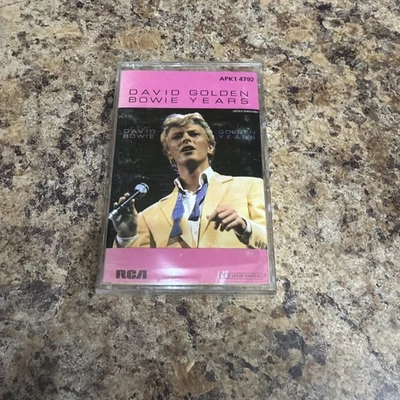 APK1 4792
DAVID GOLDEN
BOWIE YEARS
DAVID GOLDEN
BOWIE YEARS
RCA